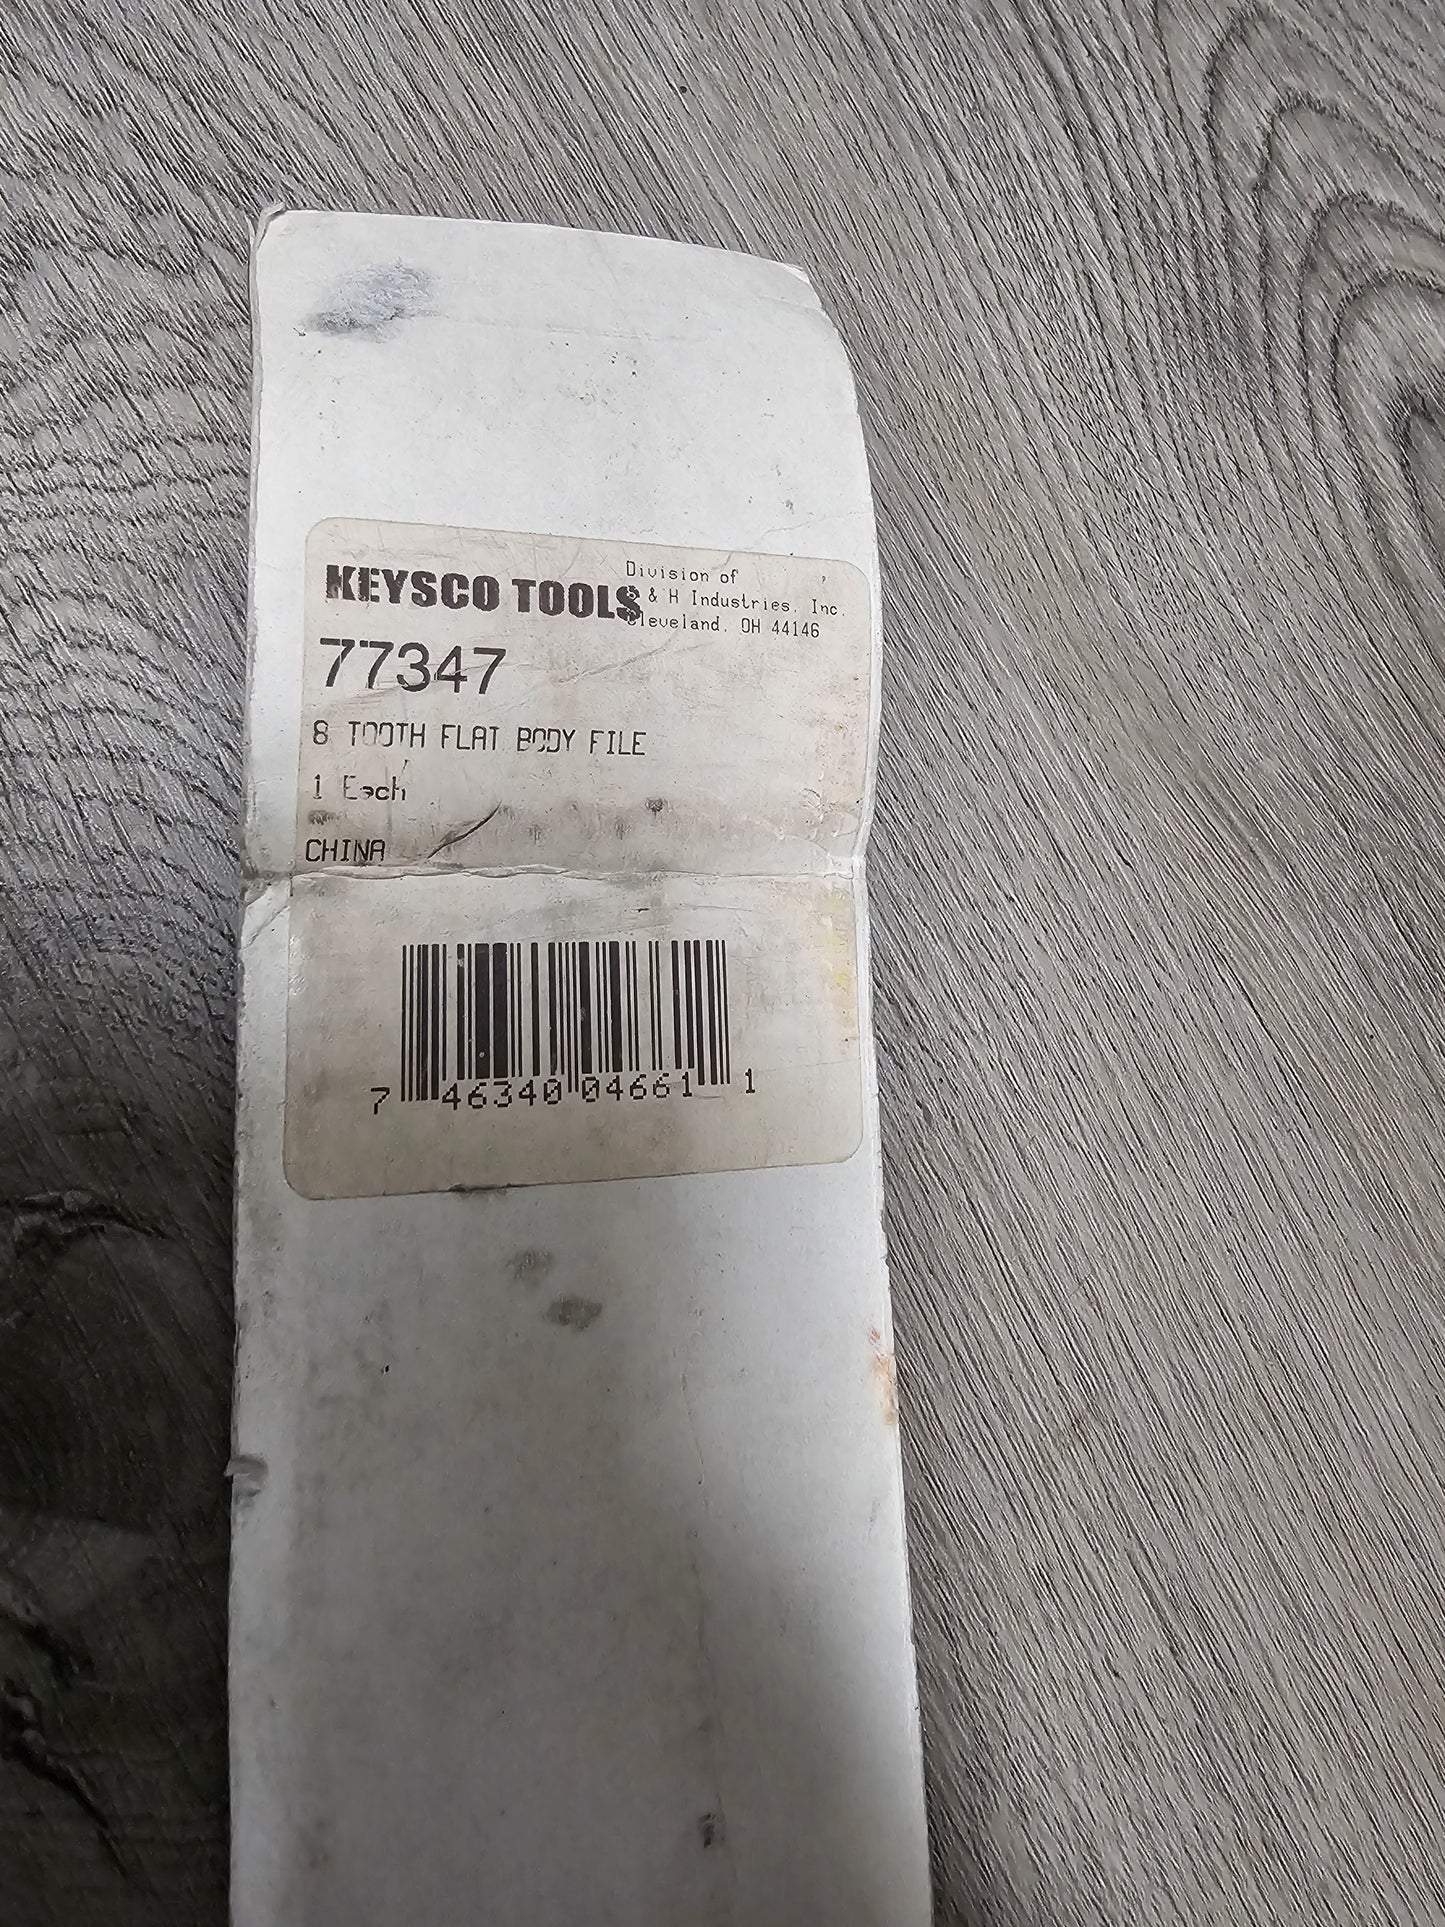 KEYSCO TOOLS
Division of
& H Industries, Inc.
Cleveland, OH 44146
77347
8 TOOTH FLAT BODY FILE
1 Each
CHINA
7 46340 04661 1